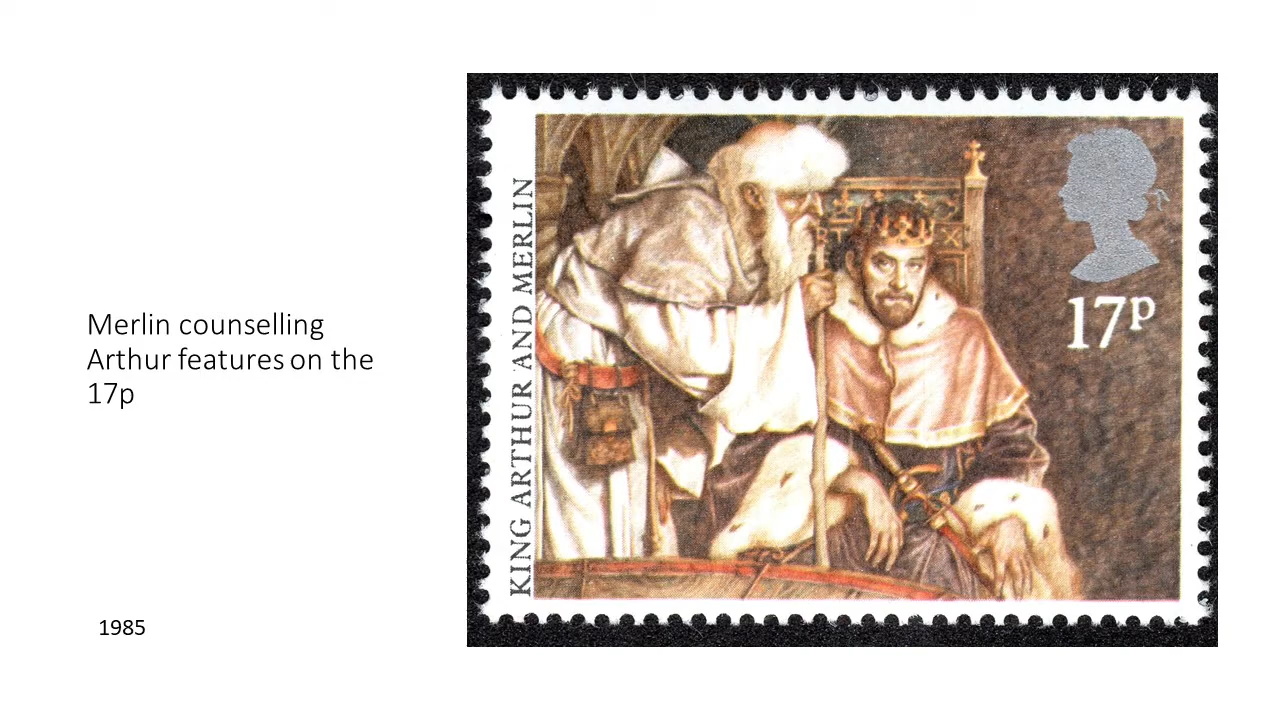 Merlin counselling
Arthur features on the
17p
1985
KING ARTHUR AND MERLIN
17p